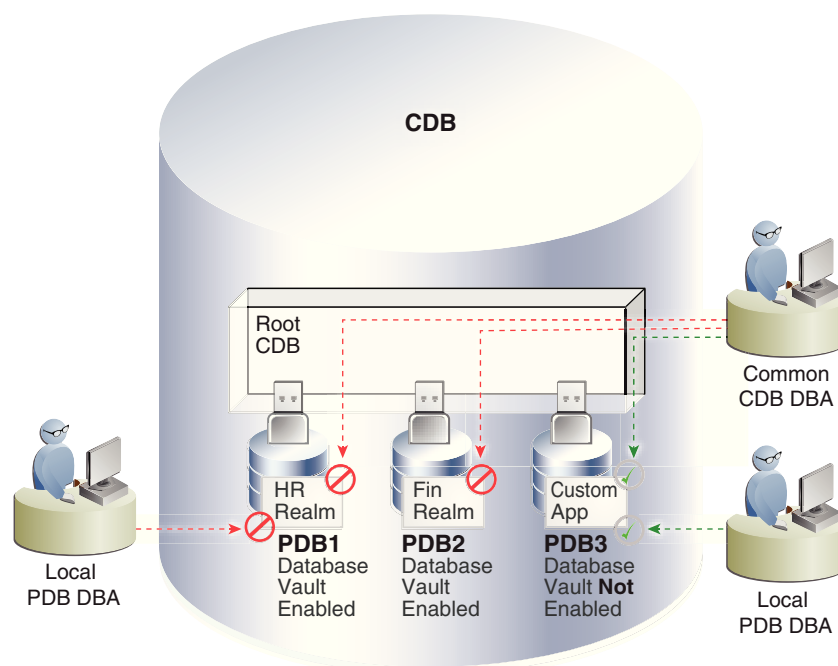 CDB
Root
CDB
Common
CDB DBA
HR
Realm
Fin
Realm
Custom
App
PDB1
Database
Vault
Enabled
PDB2
Database
Vault
Enabled
PDB3
Database
Vault Not
Enabled
Local
PDB DBA
Local
PDB DBA